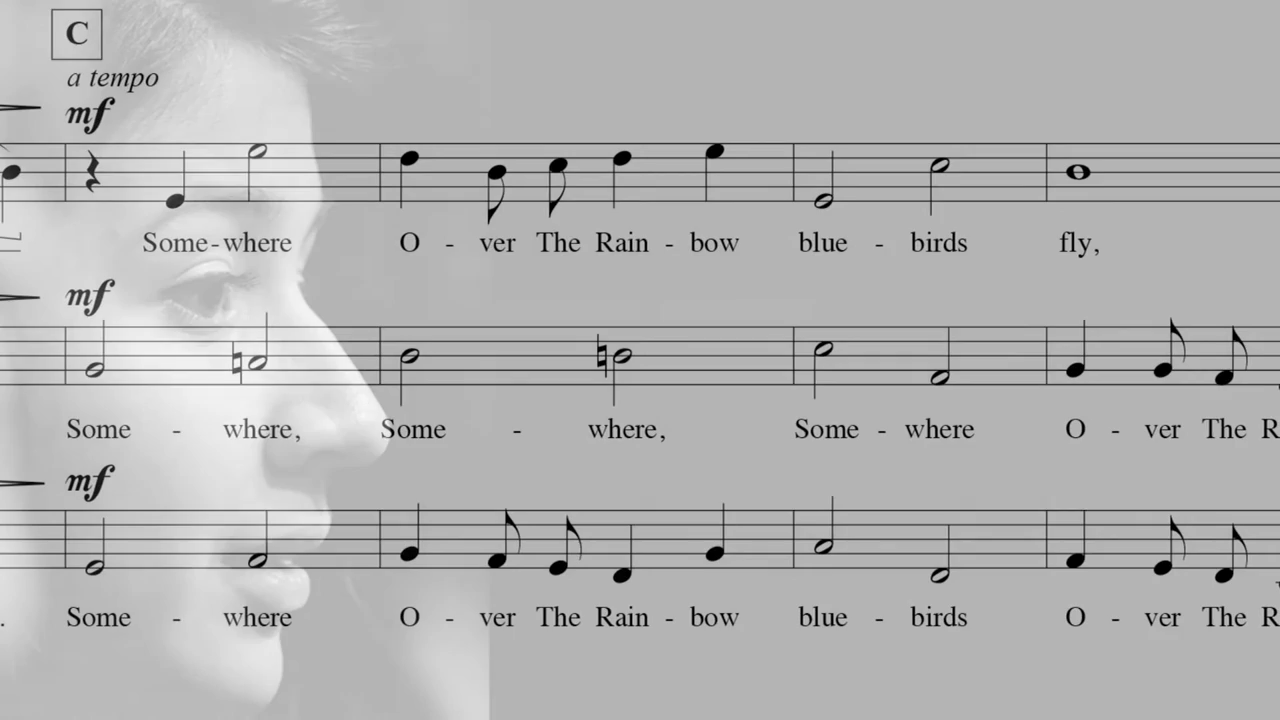 C
a tempo
mf
Some-where O - ver The Rain - bow blue - birds fly,
mf
Some - where, Some - where, Some - where O - ver The R
mf
. Some - where O - ver The Rain - bow blue - birds O - ver The R